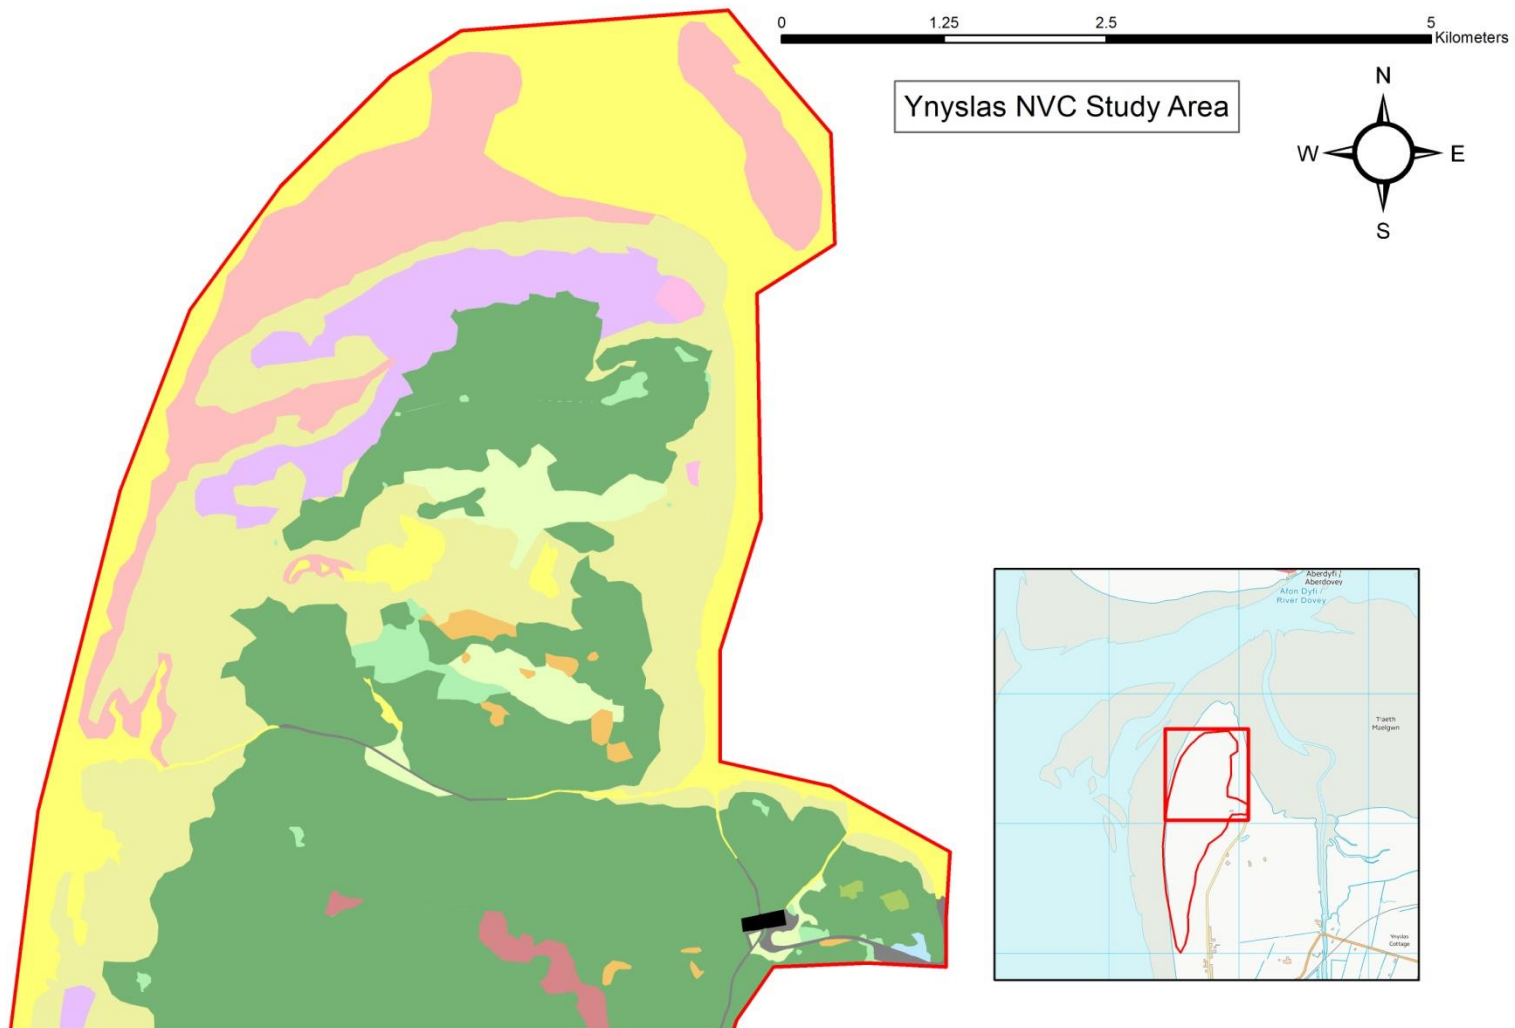 0 1.25 2.5 5
Kilometers
Ynyslas NVC Study Area
N
W E
S
Aberdyfi /
Aberdovey
Afon Dyfi /
River Dovey
Traeth
Maelgwn
Ynyslas
Cottage